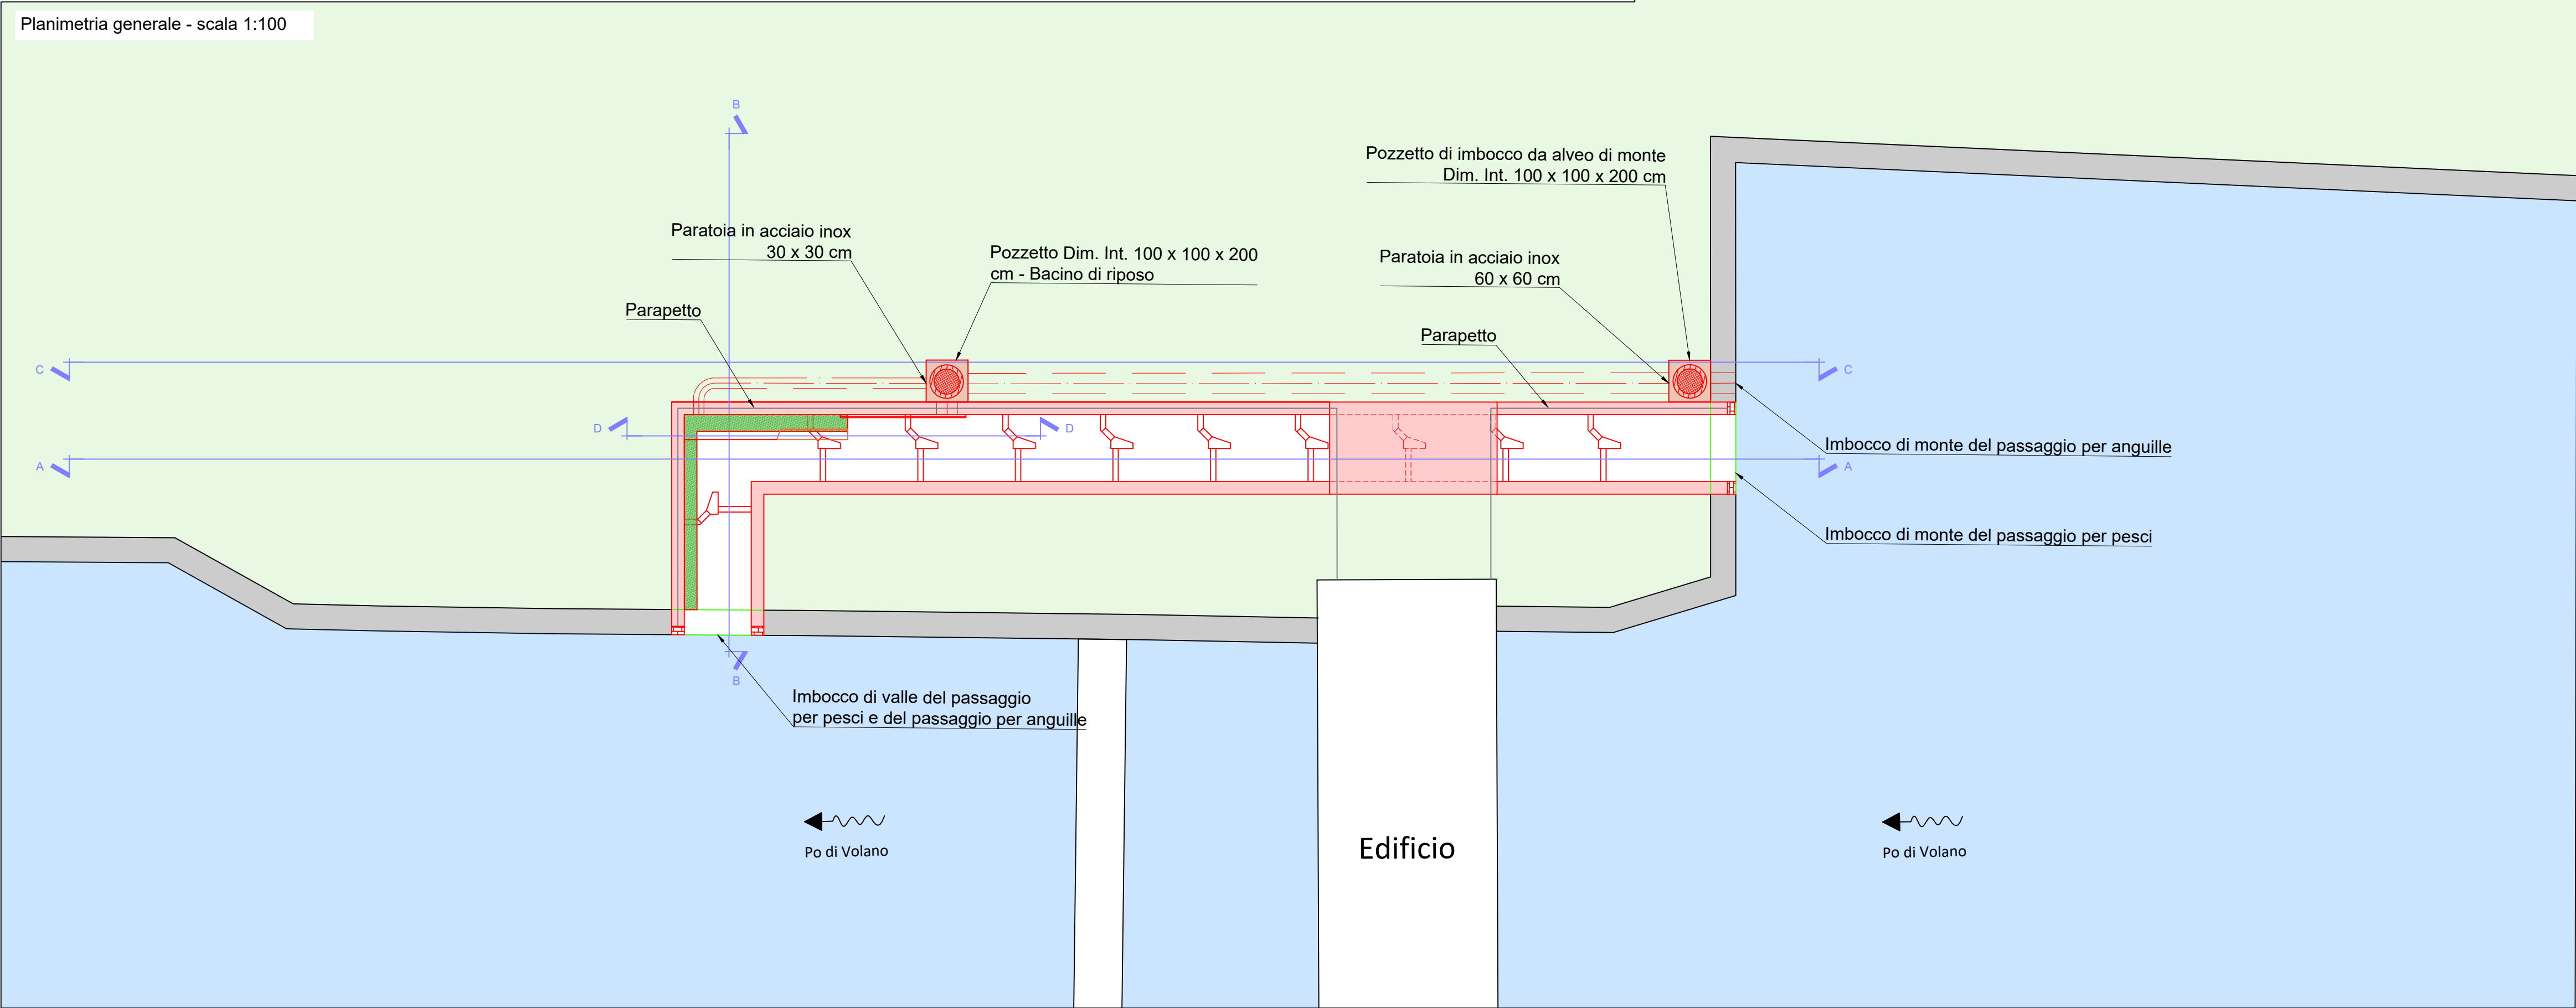 Planimetria generale - scala 1:100
B
Pozzetto di imbocco da alveo di monte
Dim. Int. 100 x 100 x 200 cm
Paratoia in acciaio inox
30 x 30 cm
Pozzetto Dim. Int. 100 x 100 x 200
cm - Bacino di riposo
Paratoia in acciaio inox
60 x 60 cm
Parapetto
Parapetto
C
C
D
D
Imbocco di monte del passaggio per anguille
A
A
Imbocco di monte del passaggio per pesci
B
Imbocco di valle del passaggio
per pesci e del passaggio per anguille
Edificio
Po di Volano
Po di Volano